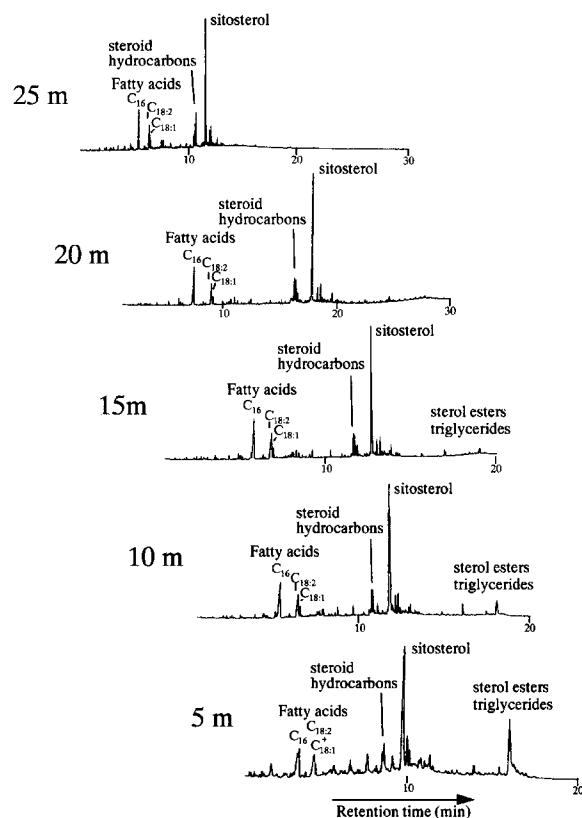 sitosterol
steroid
hydrocarbons
Fatty acids
C16 C18:2
C18:1
25 m
10
20
30
sitosterol
steroid
hydrocarbons
Fatty acids
C16 C18:2
C18:1
20 m
10
20
30
sitosterol
steroid
hydrocarbons
Fatty acids
C16 C18:2
C18:1
sterol esters
triglycerides
15m
10
20
sitosterol
steroid
hydrocarbons
Fatty acids
C16 C18:2
C18:1
sterol esters
triglycerides
10 m
10
20
sitosterol
steroid
hydrocarbons
Fatty acids
C18:2
C16 +
C18:1
sterol esters
triglycerides
5 m
10
20
Retention time (min)